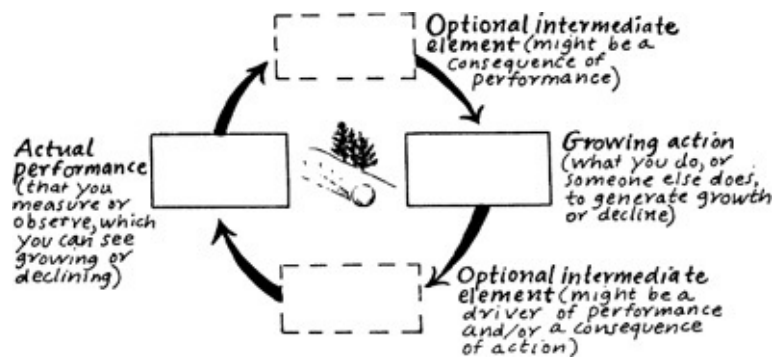 Optional intermediate
element (might be a
consequence of
performance)
Actual
performance
(that you
measure or
observe, which
you can see
growing or
declining)
Growing action
(what you do, or
someone else does,
to generate growth
or decline)
Optional intermediate
element (might be a
driver of performance
and/or a consequence
of action)